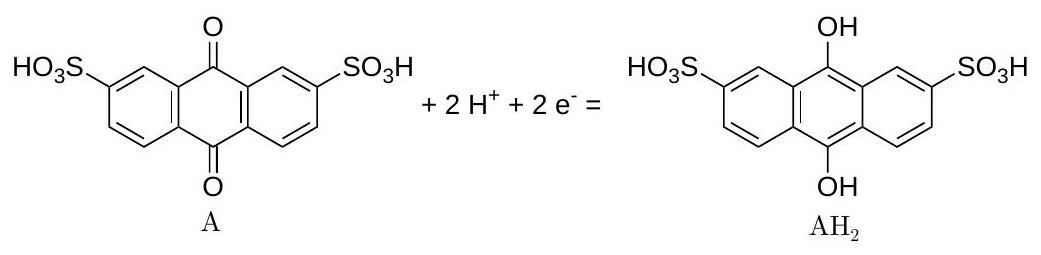 O OH
HO₃S SO₃H HO₃S SO₃H
+ 2 H⁺ + 2 e⁻ =
O OH
A AH₂